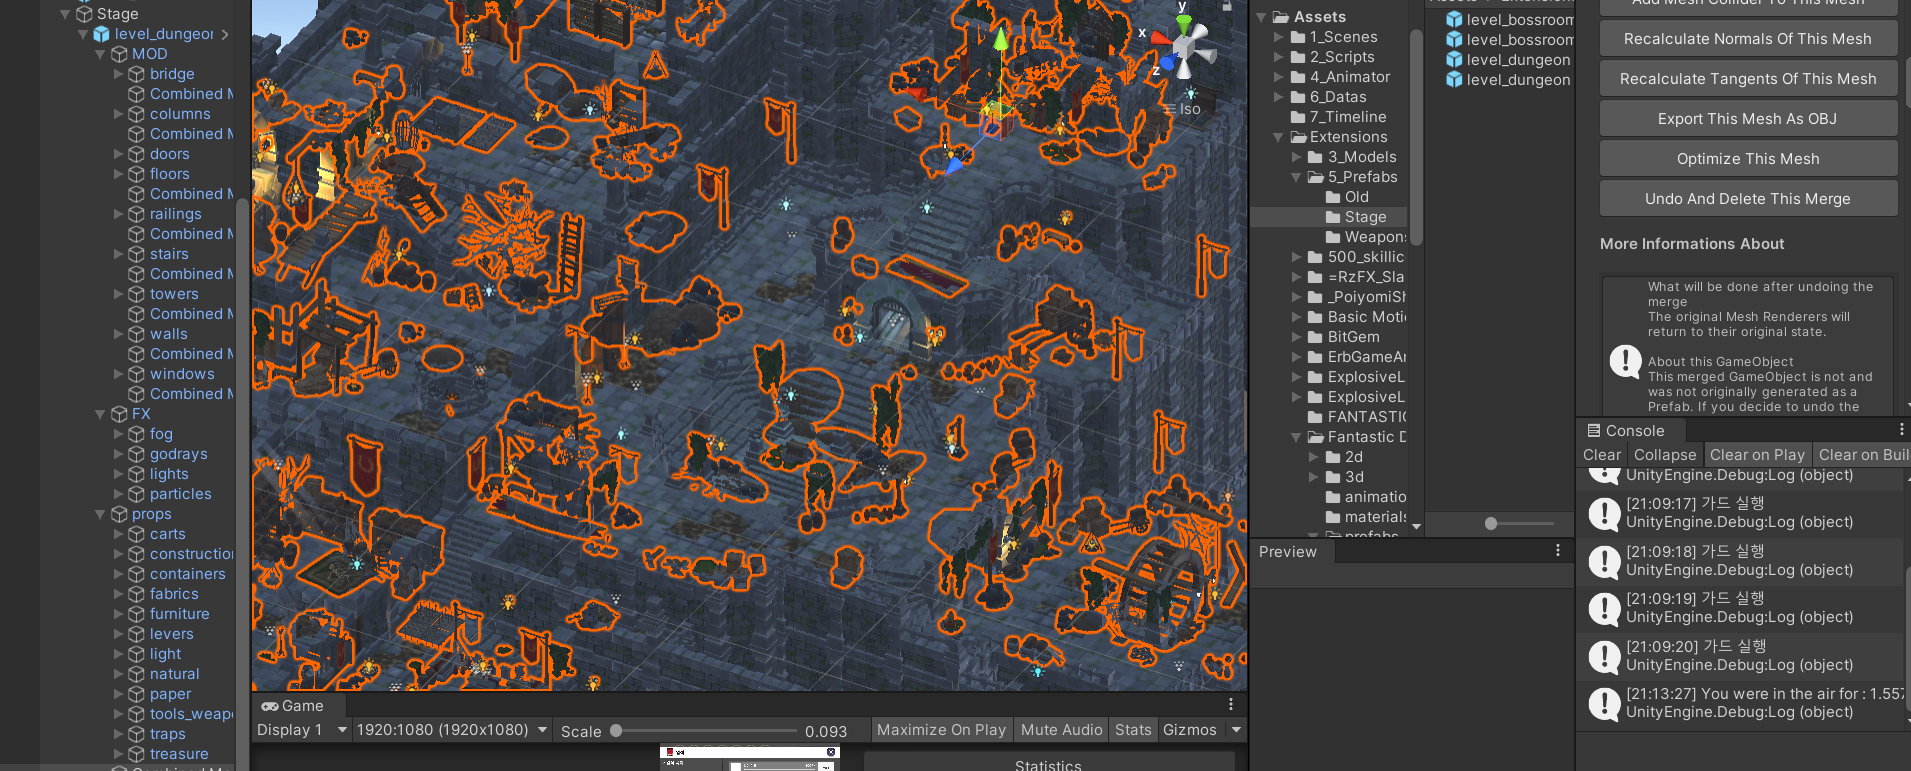 Stage
level_dungeor
MOD
bridge
Combined M
columns
Combined M
doors
floors
Combined M
railings
Combined M
stairs
Combined M
towers
Combined M
walls
Combined M
windows
Combined M
FX
fog
godrays
lights
particles
props
carts
construction
containers
fabrics
furniture
levers
light
natural
paper
tools_weap
traps
treasure
y
x
z
Iso
Game
Display 1
1920:1080 (1920x1080)
Scale
0.093
Maximize On Play
Mute Audio
Stats
Gizmos
Statistics
Assets
1_Scenes
2_Scripts
4_Animator
6_Datas
7_Timeline
Extensions
3_Models
5_Prefabs
Old
Stage
Weapons
500_skillic
=RzFX_Sla
_PoiyomiSh
Basic Motic
BitGem
ErbGameAr
ExplosiveL
ExplosiveL
FANTASTIC
Fantastic D
2d
3d
animatio
materials
prefabs
level_bossroom
level_bossroom
level_dungeon
level_dungeon
Preview
Add Mesh Collider To This Mesh
Recalculate Normals Of This Mesh
Recalculate Tangents Of This Mesh
Export This Mesh As OBJ
Optimize This Mesh
Undo And Delete This Merge
More Informations About
What will be done after undoing the
merge
The original Mesh Renderers will
return to their original state.
About this GameObject
This merged GameObject is not and
was not originally generated as a
Prefab. If you decide to undo the
Console
Clear
Collapse
Clear on Play
Clear on Buil
UnityEngine.Debug:Log (object)
[21:09:17] 가드 실행
UnityEngine.Debug:Log (object)
[21:09:18] 가드 실행
UnityEngine.Debug:Log (object)
[21:09:19] 가드 실행
UnityEngine.Debug:Log (object)
[21:09:20] 가드 실행
UnityEngine.Debug:Log (object)
[21:13:27] You were in the air for : 1.557
UnityEngine.Debug:Log (object)